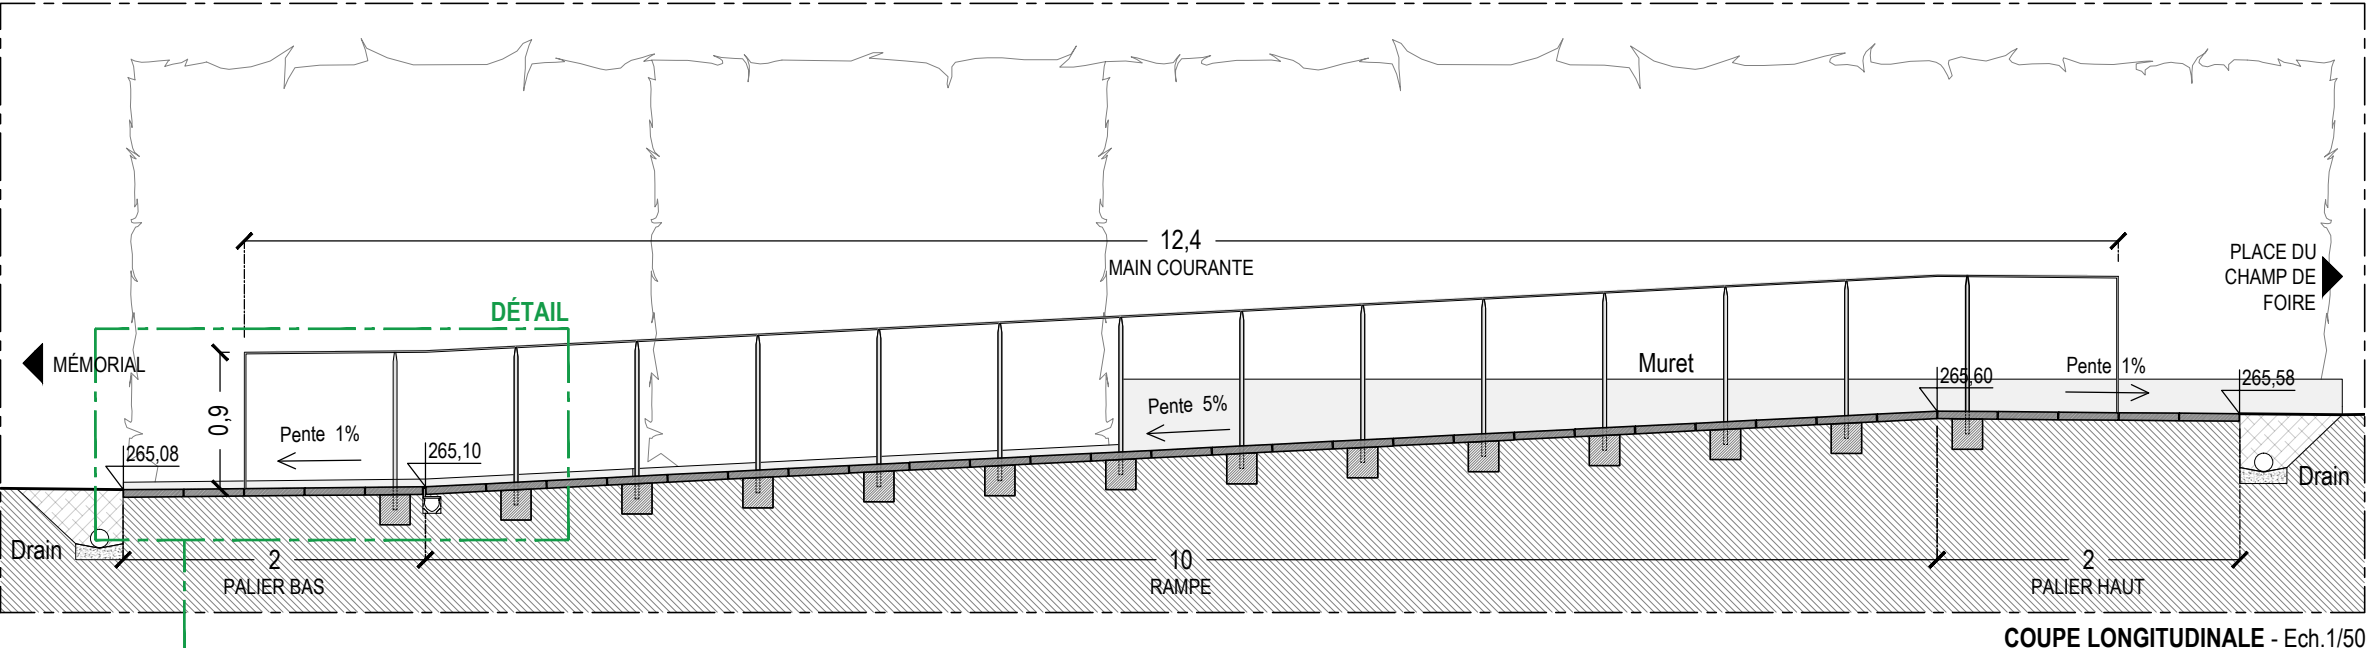 12,4
MAIN COURANTE
PLACE DU
CHAMP DE
FOIRE
DÉTAIL
MÉMORIAL
Muret
Pente 1%
265,60
265,58
0,9
Pente 5%
Pente 1%
265,08
265,10
Drain
Drain
2
PALIER BAS
10
RAMPE
2
PALIER HAUT
COUPE LONGITUDINALE - Ech.1/50